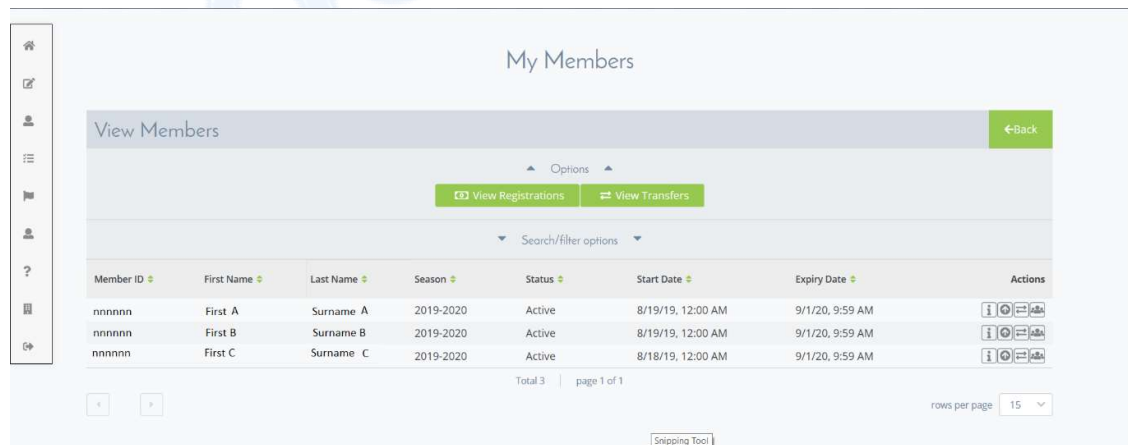 My Members
View Members
Back
Options
View Registrations View Transfers
Search/filter options
Member ID First Name Last Name Season Status Start Date Expiry Date Actions
nnnnnn First A Surname A 2019-2020 Active 8/19/19, 12:00 AM 9/1/20, 9:59 AM
nnnnnn First B Surname B 2019-2020 Active 8/19/19, 12:00 AM 9/1/20, 9:59 AM
nnnnnn First C Surname C 2019-2020 Active 8/18/19, 12:00 AM 9/1/20, 9:59 AM
Total 3 page 1 of 1
rows per page 15
Snipping Tool